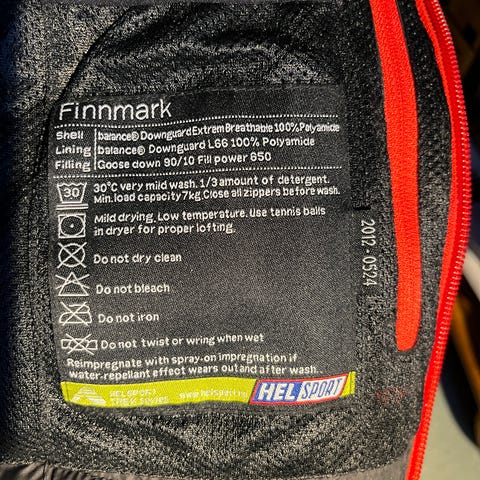 Finnmark
Shell balance® Downguard Extrem Breathable 100% Polyamide
Lining balance® Downguard L66 100% Polyamide
Filling Goose down 90/10 Fill power 650
30 30°C very mild wash. 1/3 amount of detergent.
Min. load capacity 7kg. Close all zippers before wash.
Mild drying. Low temperature. Use tennis balls
in dryer for proper lofting.
Do not dry clean
Do not bleach
Do not iron
Do not twist or wring when wet
Reimpregnate with spray-on impregnation if
water-repellant effect wears out and after wash.
HELSPORT
TREK SERIES
www.helsport.no
HELSPORT
2012-0524